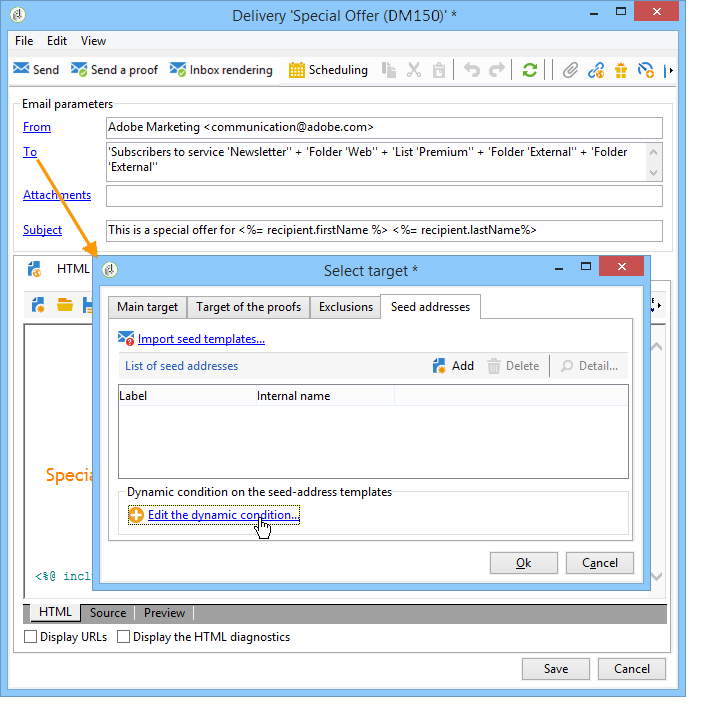 Delivery 'Special Offer (DM150)' *
File Edit View
Send Send a proof Inbox rendering Scheduling
Email parameters
From Adobe Marketing <communication@adobe.com>
To 'Subscribers to service 'Newsletter'' + 'Folder 'Web'' + 'List 'Premium'' + 'Folder 'External'' + 'Folder
'External''
Attachments
Subject This is a special offer for <%= recipient.firstName %> <%= recipient.lastName%>
HTML
Select target *
Main target Target of the proofs Exclusions Seed addresses
Import seed templates...
List of seed addresses Add Delete Detail...
Label Internal name
Specia
Dynamic condition on the seed-address templates
Edit the dynamic condition...
Ok Cancel
<%@ incl
HTML Source Preview
Display URLs Display the HTML diagnostics
Save Cancel